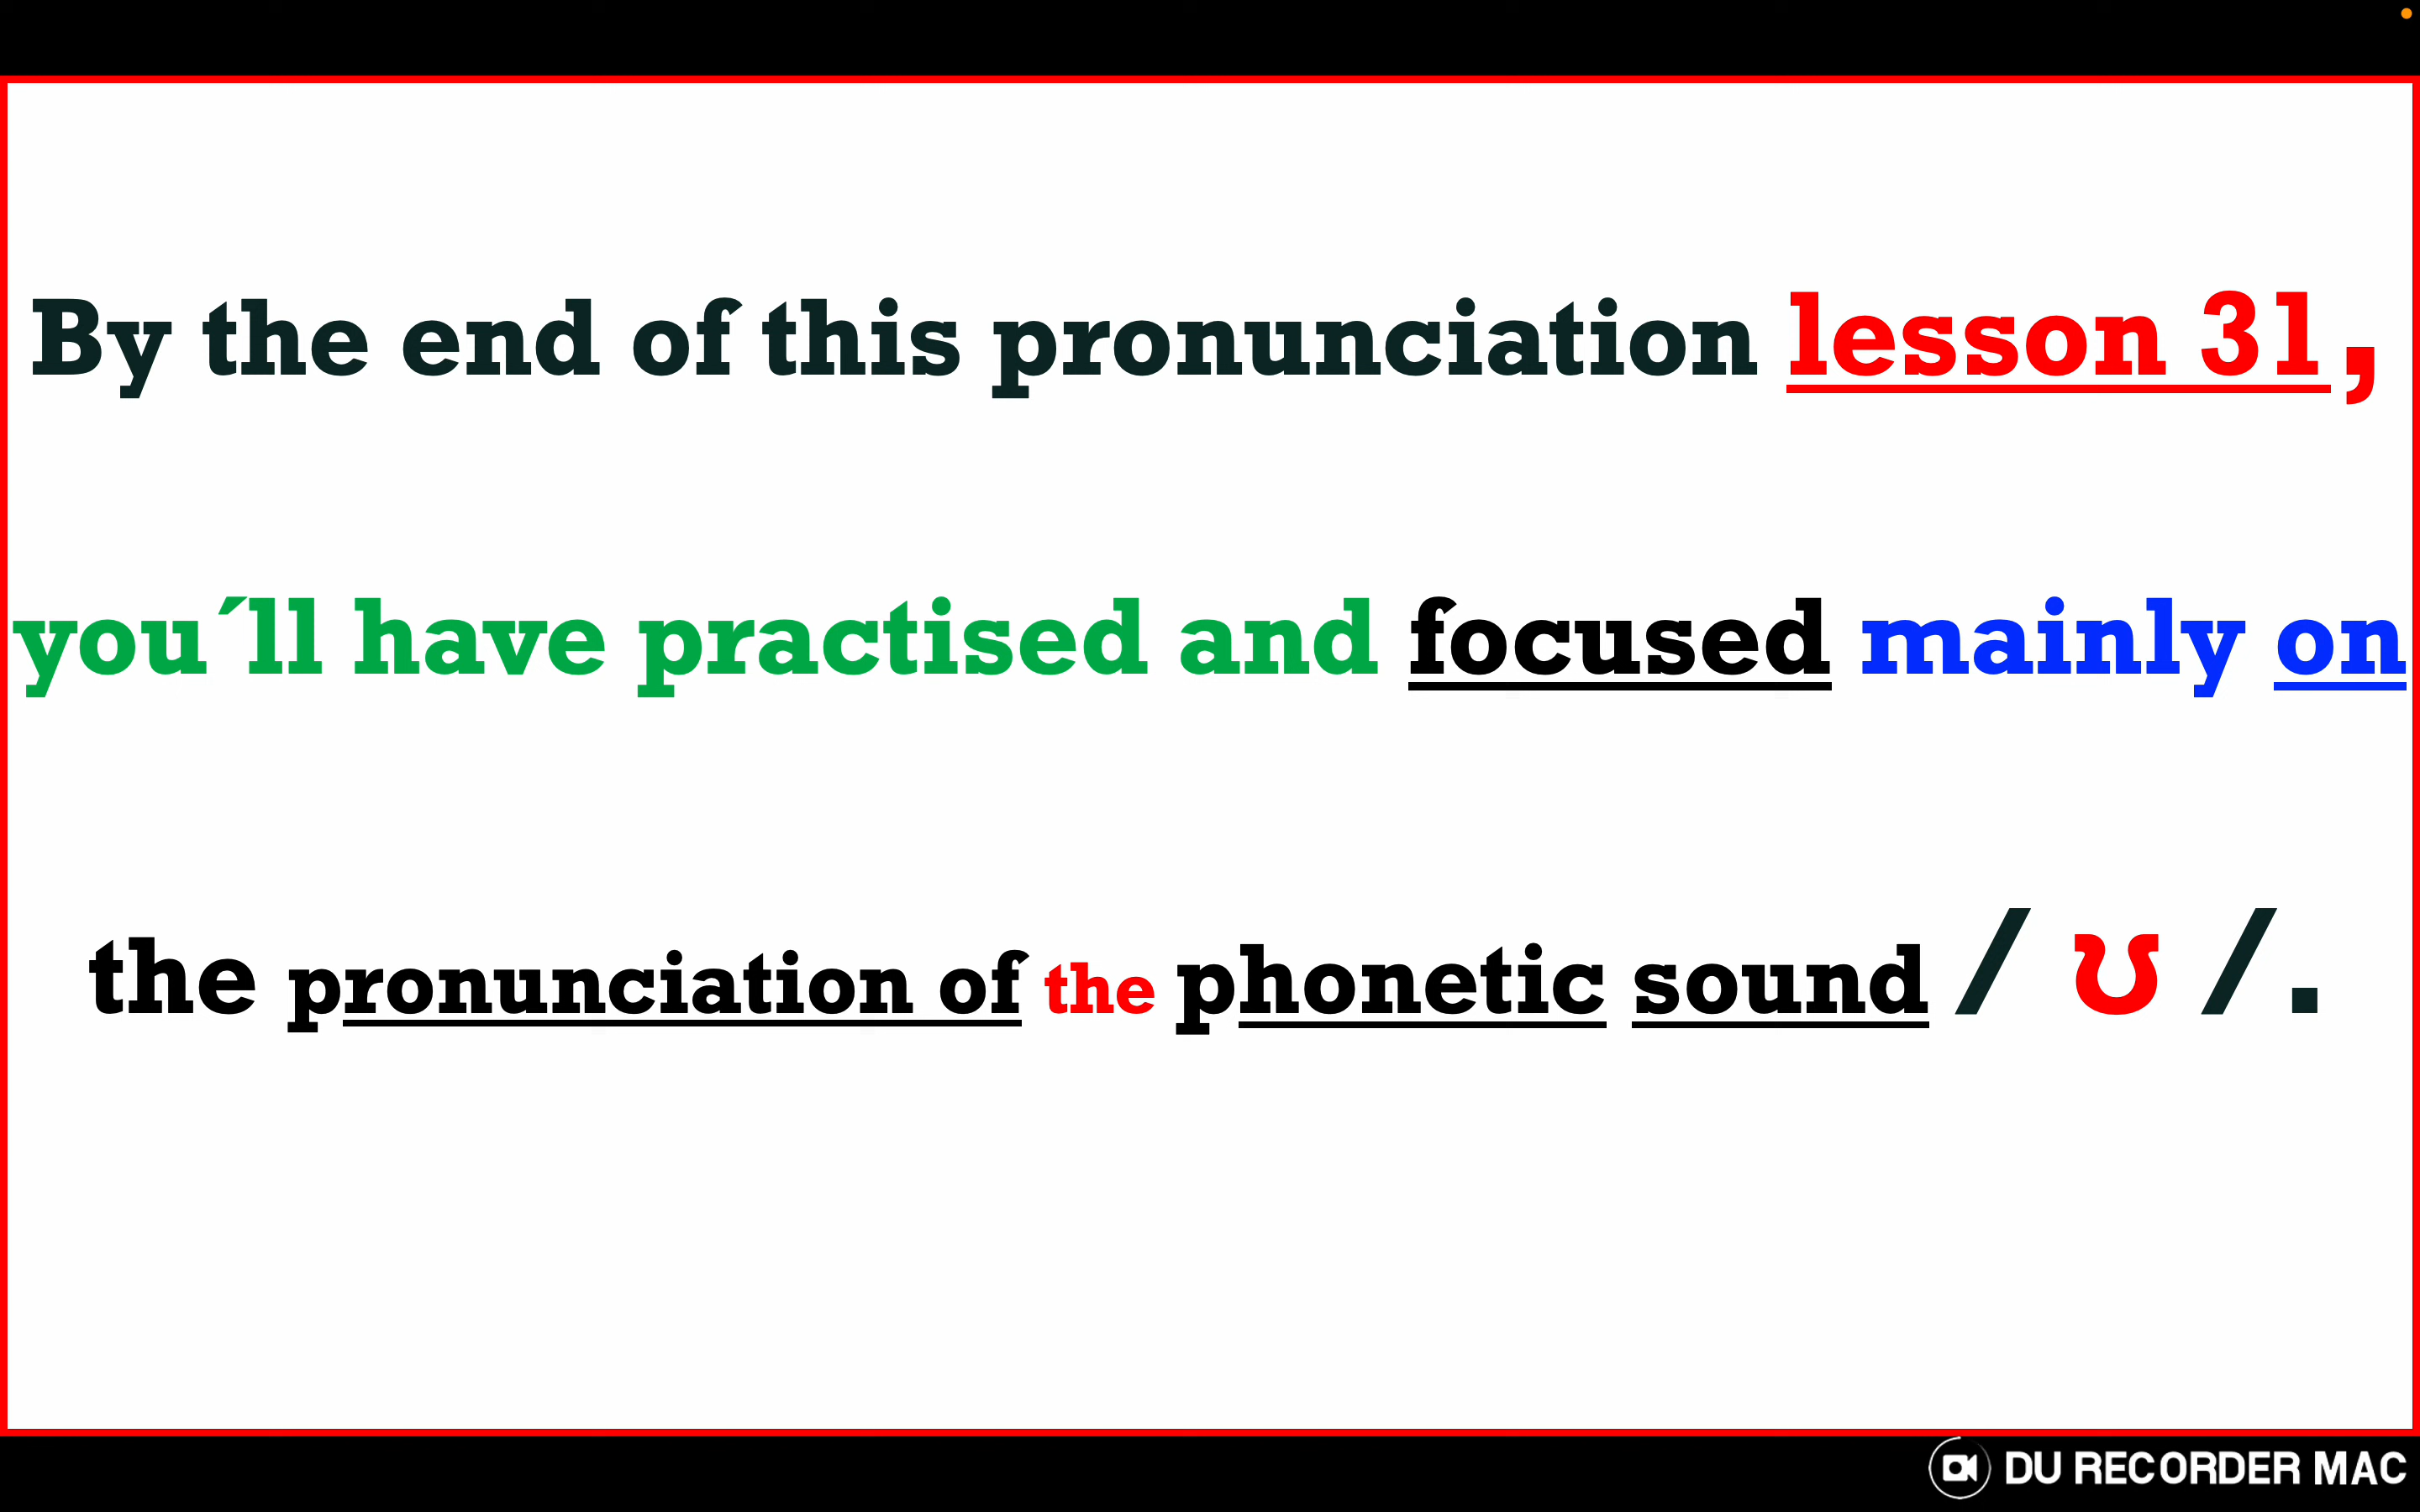 By the end of this pronunciation lesson 31,
you´ll have practised and focused mainly on
the pronunciation of the phonetic sound / ʊ /.
DU RECORDER MAC